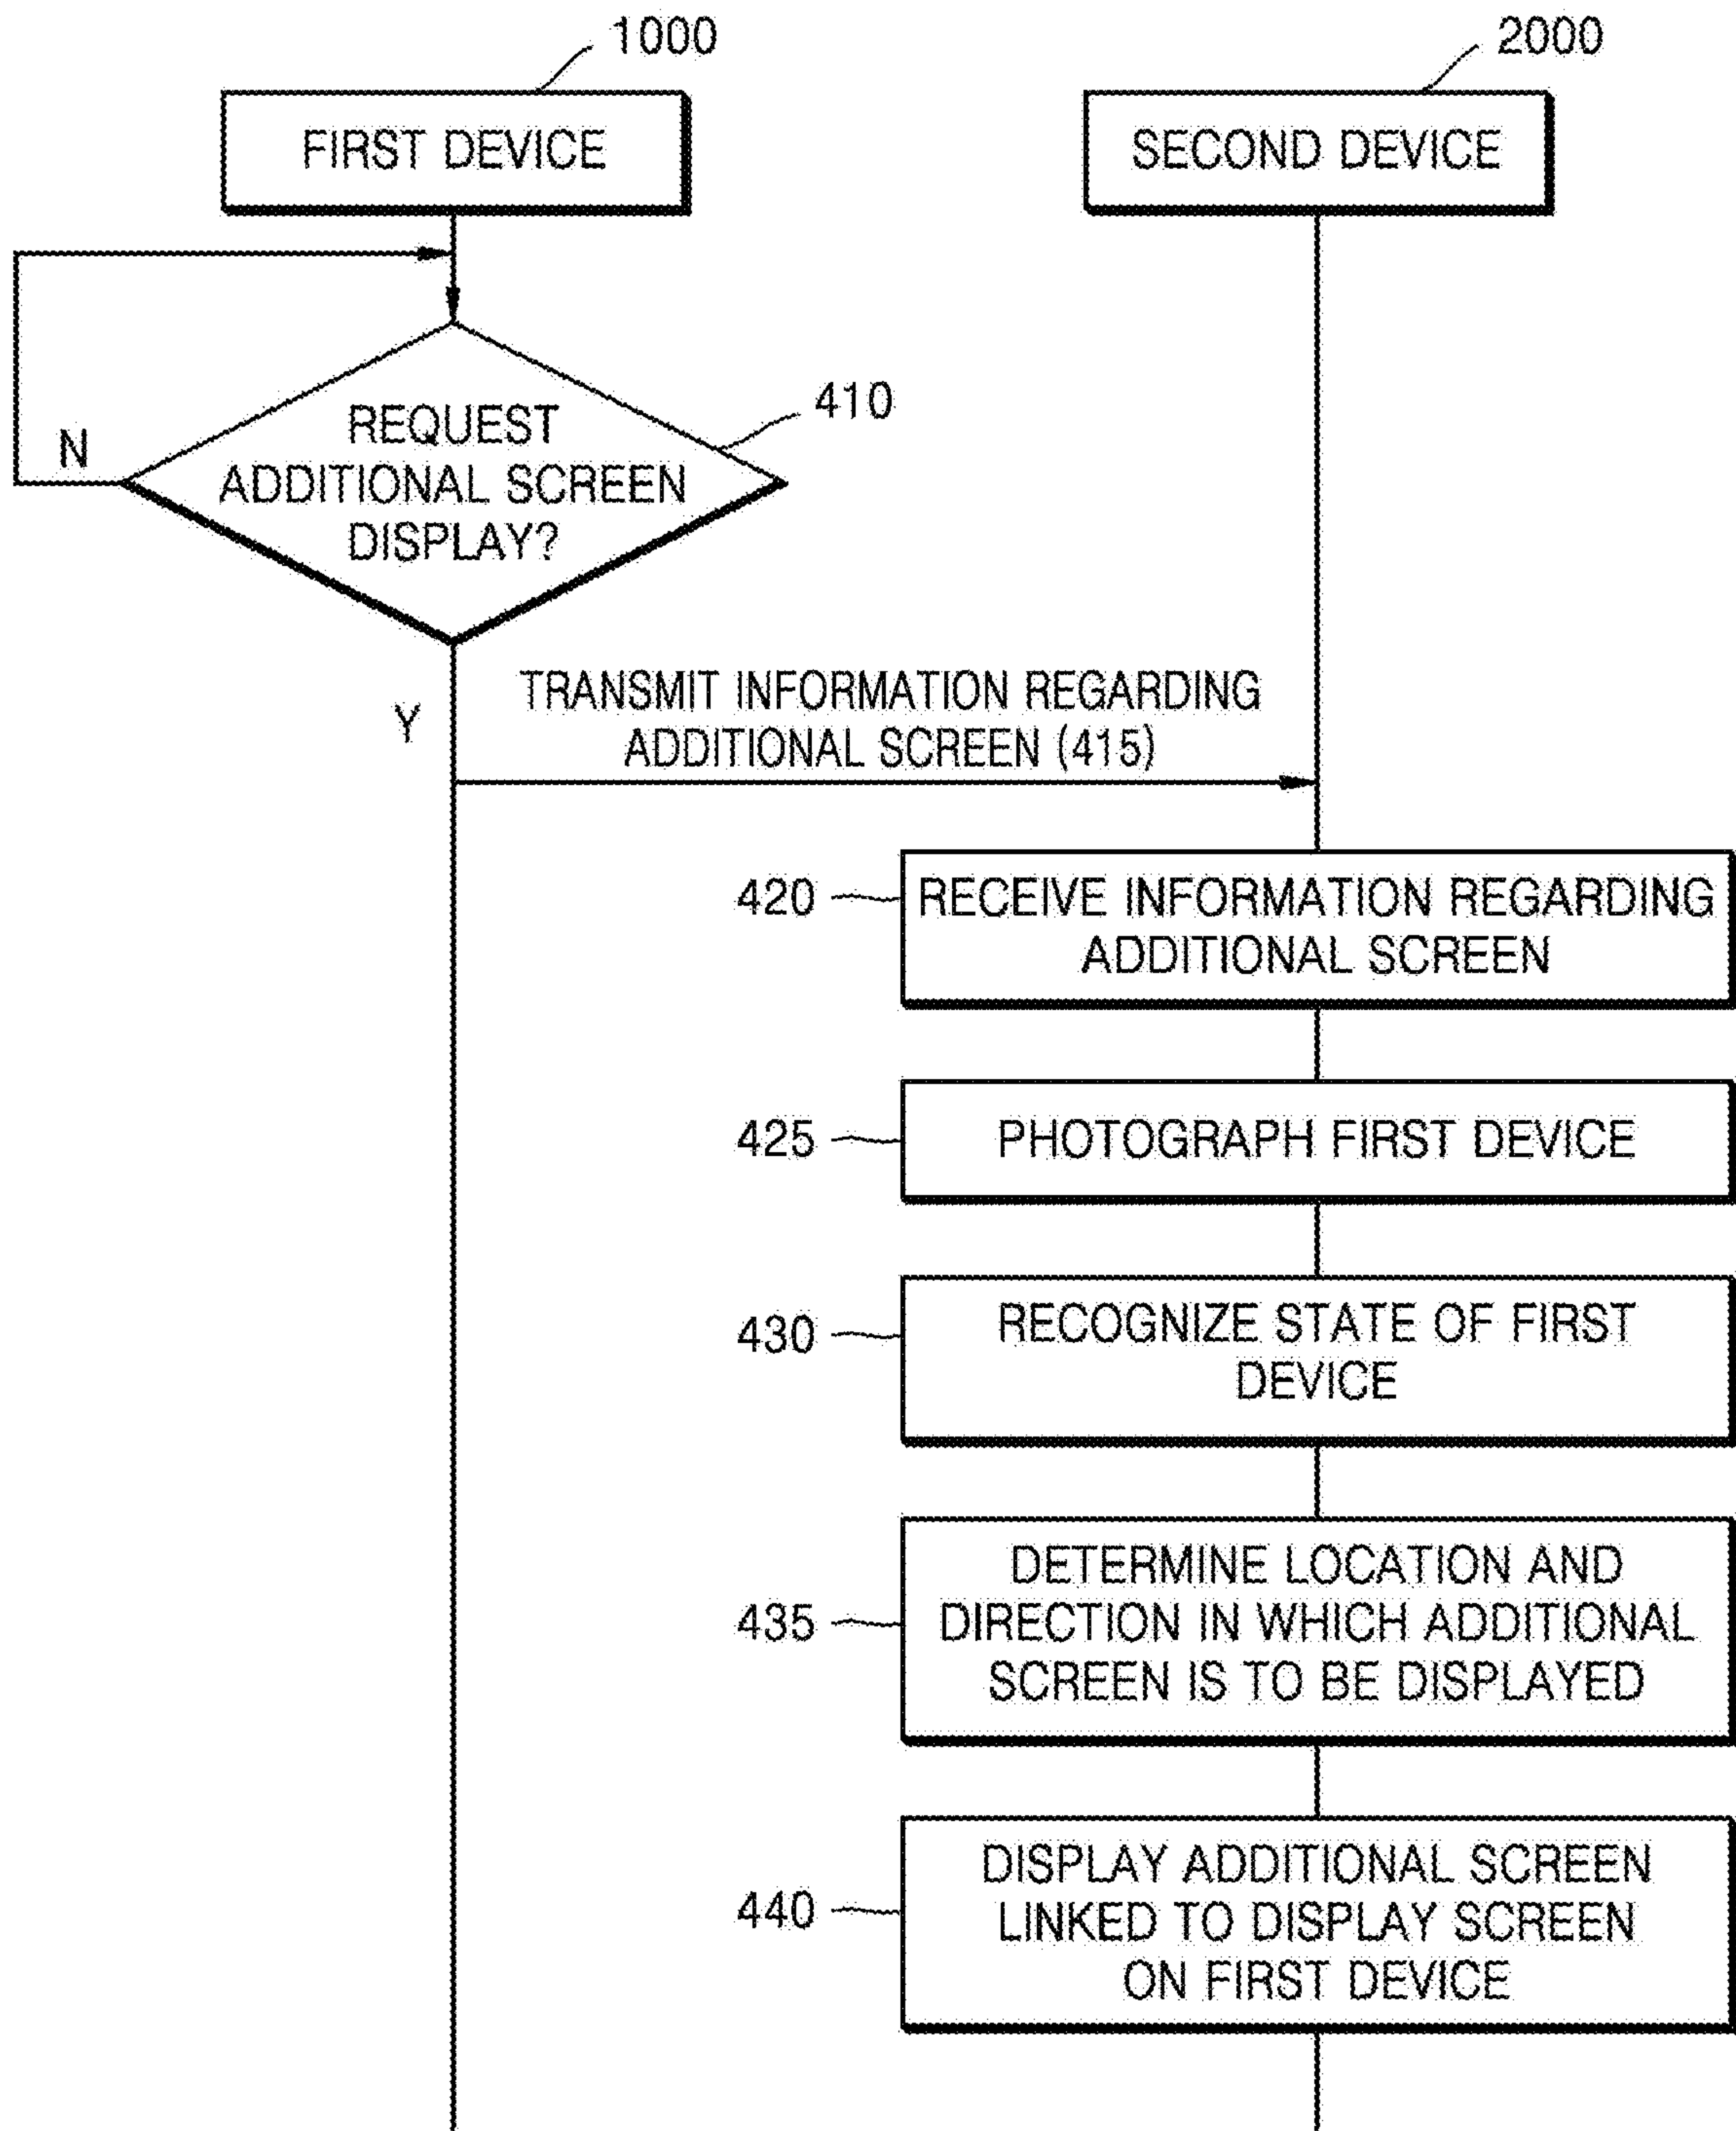 1000
2000
FIRST DEVICE
SECOND DEVICE
410
REQUEST
ADDITIONAL SCREEN
DISPLAY?
N
Y
TRANSMIT INFORMATION REGARDING
ADDITIONAL SCREEN (415)
420
RECEIVE INFORMATION REGARDING
ADDITIONAL SCREEN
425
PHOTOGRAPH FIRST DEVICE
430
RECOGNIZE STATE OF FIRST
DEVICE
435
DETERMINE LOCATION AND
DIRECTION IN WHICH ADDITIONAL
SCREEN IS TO BE DISPLAYED
440
DISPLAY ADDITIONAL SCREEN
LINKED TO DISPLAY SCREEN
ON FIRST DEVICE